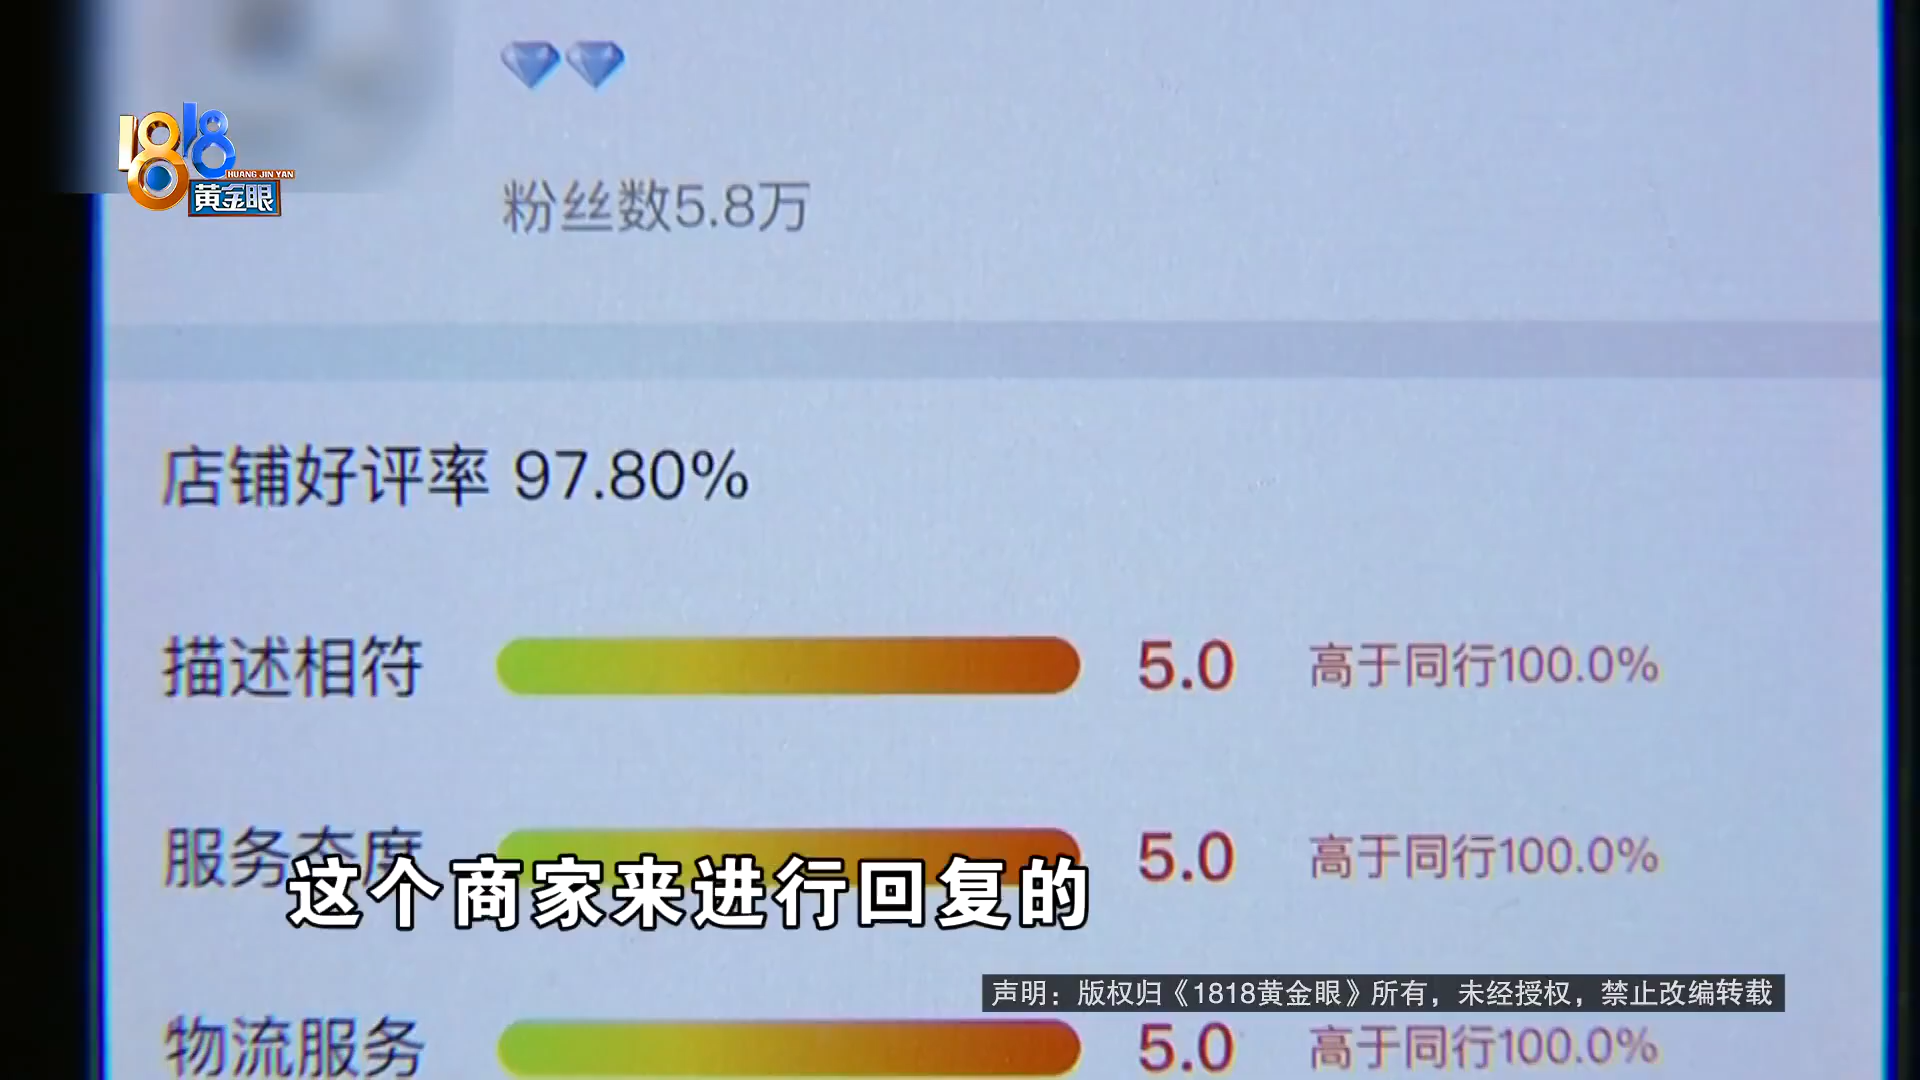 1818
HUANG JIN YAN
黄金眼
粉丝数5.8万
店铺好评率 97.80%
描述相符 5.0 高于同行100.0%
服务态度 5.0 高于同行100.0%
这个商家来进行回复的
声明：版权归《1818黄金眼》所有，未经授权，禁止改编转载
物流服务 5.0 高于同行100.0%